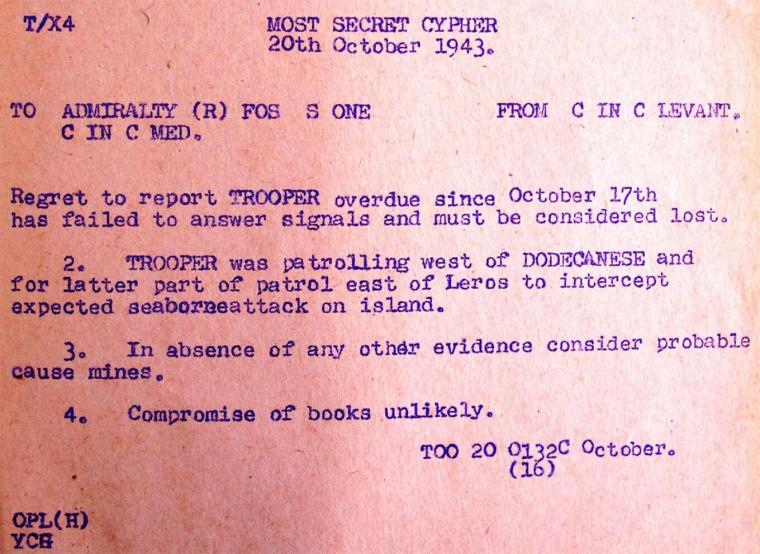 T/X4 MOST SECRET CYPHER
20th October 1943.
TO ADMIRALTY (R) FOS S ONE FROM C IN C LEVANT.
C IN C MED.
Regret to report TROOPER overdue since October 17th
has failed to answer signals and must be considered lost.
2. TROOPER was patrolling west of DODECANESE and
for latter part of patrol east of Leros to intercept
expected seaborneattack on island.
3. In absence of any other evidence consider probable
cause mines.
4. Compromise of books unlikely.
TOO 20 0132C October.
(16)
OPL(H)
YCH